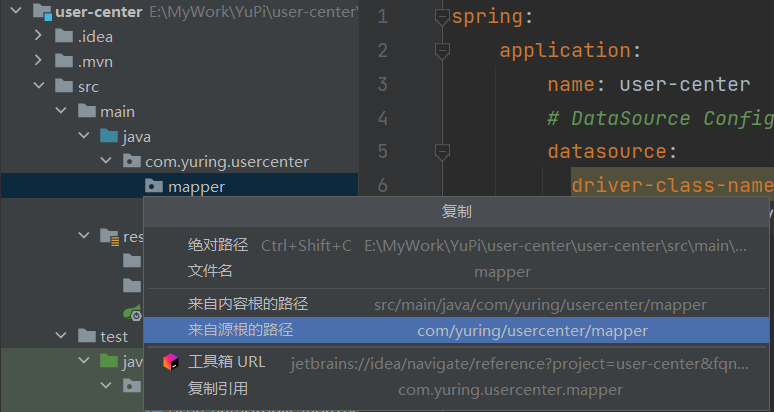 user-center E:\MyWork\YuPi\user-center\
.idea
.mvn
src
main
java
com.yuring.usercenter
mapper
res
test
java
1 spring:
2 application:
3 name: user-center
4 # DataSource Config
5 datasource:
6 driver-class-name
复制
绝对路径 Ctrl+Shift+C E:\MyWork\YuPi\user-center\user-center\src\main\...
文件名 mapper
来自内容根的路径 src/main/java/com/yuring/usercenter/mapper
来自源根的路径 com/yuring/usercenter/mapper
工具箱 URL jetbrains://idea/navigate/reference?project=user-center&fqn...
复制引用 com.yuring.usercenter.mapper